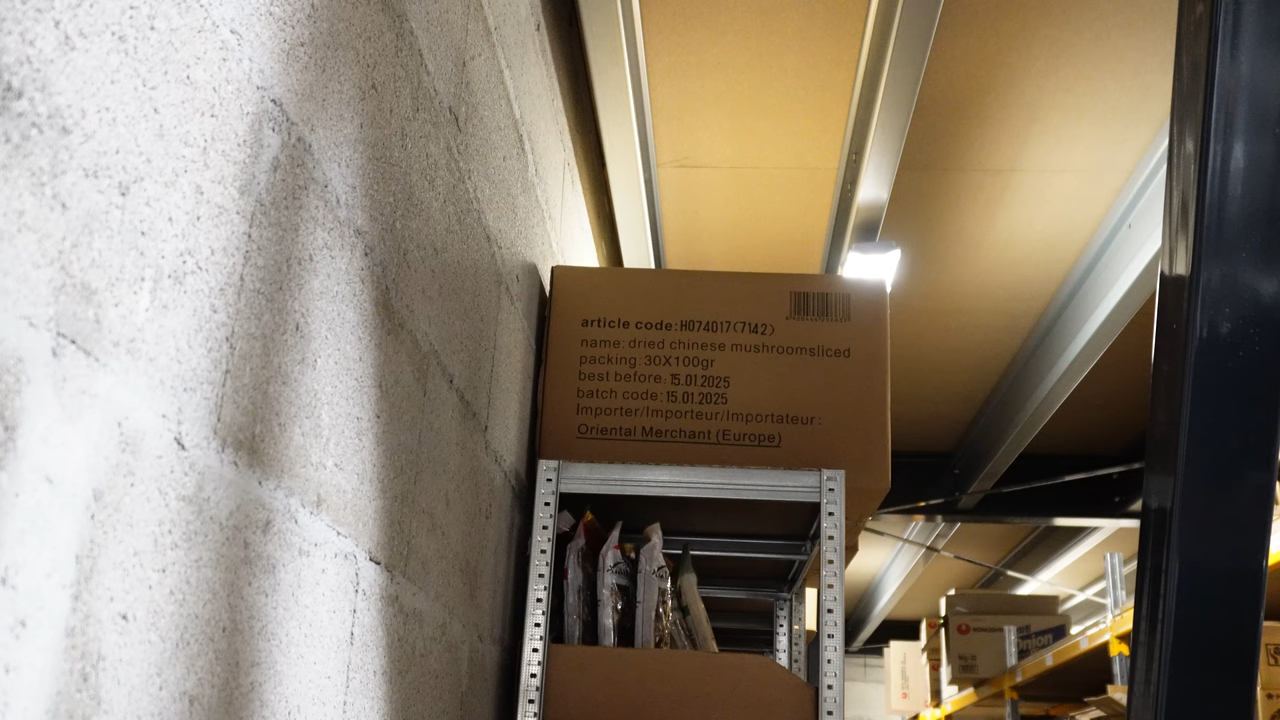 article code:H074017(7142)
name: dried chinese mushroomsliced
packing:30X100gr
best before:15.01.2025
batch code:15.01.2025
Importer/Importeur/Importateur:
Oriental Merchant (Europe)
Onion